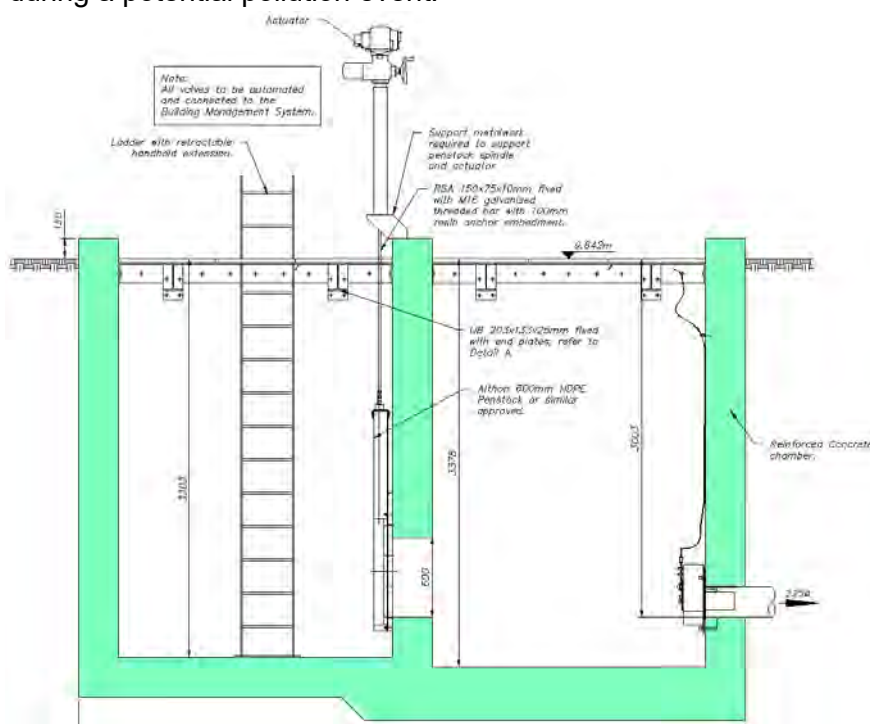 during a potential pollution event.
Actuator
Note:
All valves to be automated
and connected to the
Building Management System.
Ladder with retractable
handhold extension.
Support metalwork
required to support
penstock spindle
and actuator
RSA 150x75x10mm fixed
with M16 galvanized
threaded bar with 100mm
resin anchor embedment.
150
9.642m
UB 203x133x25mm fixed
with end plates, refer to
Detail A.
Althon 600mm HDPE
Penstock or similar
approved.
3303
3378
3003
600
Reinforced Concrete
chamber.